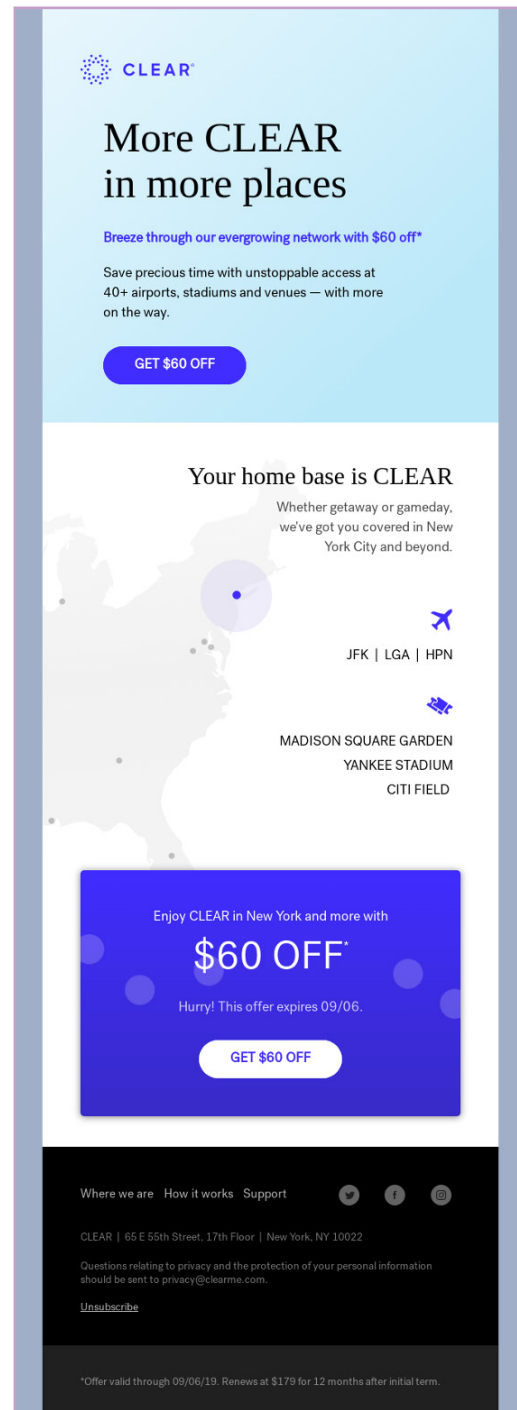 CLEAR®
More CLEAR
in more places
Breeze through our evergrowing network with $60 off*
Save precious time with unstoppable access at
40+ airports, stadiums and venues — with more
on the way.
GET $60 OFF
Your home base is CLEAR
Whether getaway or gameday,
we've got you covered in New
York City and beyond.
JFK | LGA | HPN
MADISON SQUARE GARDEN
YANKEE STADIUM
CITI FIELD
Enjoy CLEAR in New York and more with
$60 OFF*
Hurry! This offer expires 09/06.
GET $60 OFF
Where we are How it works Support
CLEAR | 65 E 55th Street, 17th Floor | New York, NY 10022
Questions relating to privacy and the protection of your personal information
should be sent to privacy@clearme.com.
Unsubscribe
*Offer valid through 09/06/19. Renews at $179 for 12 months after initial term.